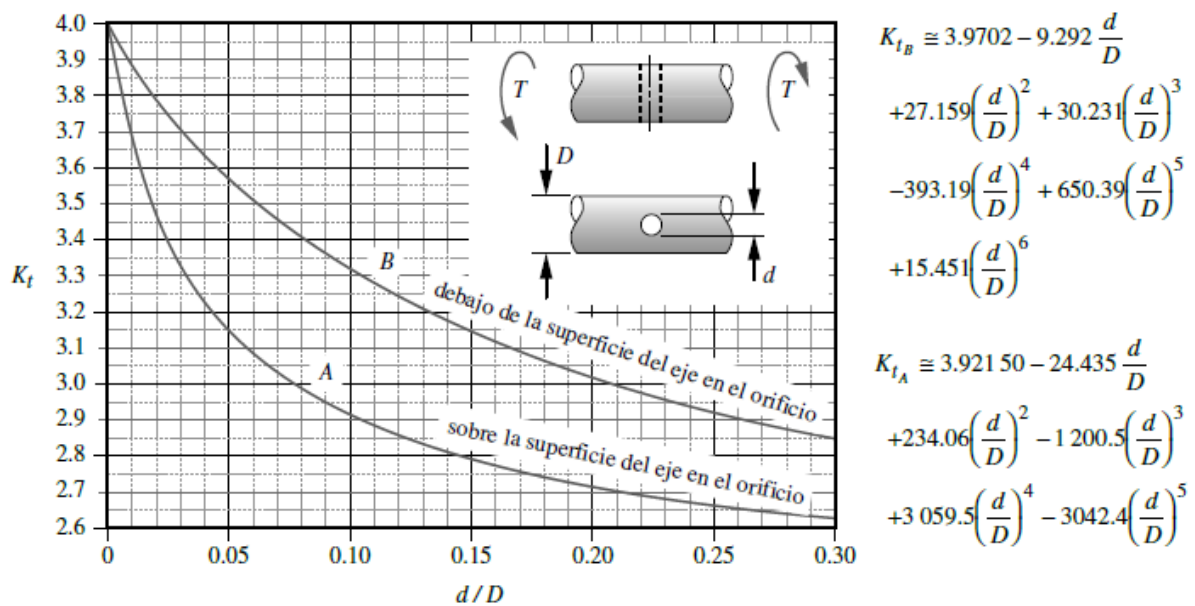 4.0
3.9
3.8
3.7
3.6
3.5
3.4
3.3
3.2
3.1
3.0
2.9
2.8
2.7
2.6
K_t
0
0.05
0.10
0.15
0.20
0.25
0.30
d / D
T
T
D
d
B
debajo de la superficie del eje en el orificio
A
sobre la superficie del eje en el orificio
K_{t_B} ≅ 3.9702 − 9.292 d/D
+27.159(d/D)^2 + 30.231(d/D)^3
−393.19(d/D)^4 + 650.39(d/D)^5
+15.451(d/D)^6
K_{t_A} ≅ 3.921 50 − 24.435 d/D
+234.06(d/D)^2 − 1 200.5(d/D)^3
+3 059.5(d/D)^4 − 3042.4(d/D)^5